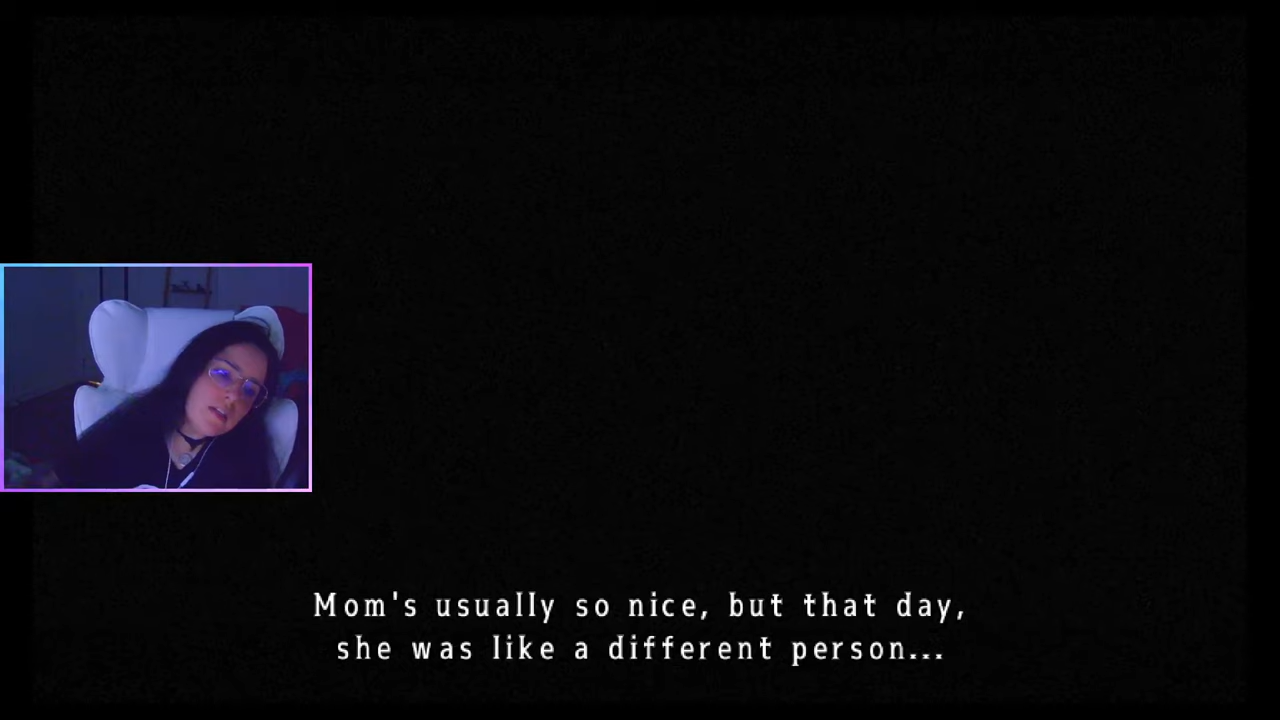 Mom's usually so nice, but that day,
she was like a different person...